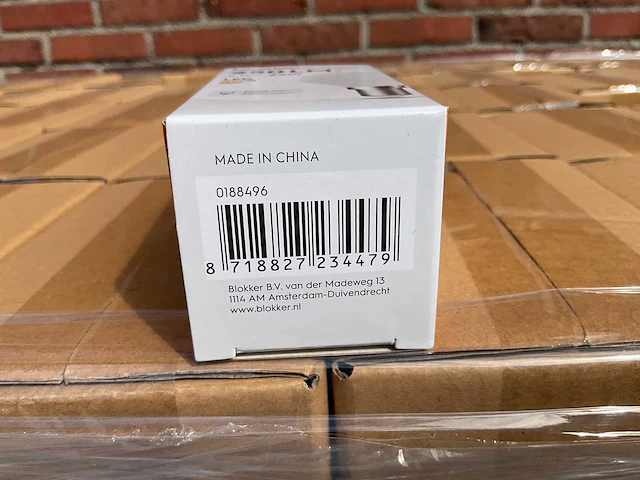 MADE IN CHINA
0188496
8 718827 234479
Blokker B.V. van der Madeweg 13
1114 AM Amsterdam-Duivendrecht
www.blokker.nl